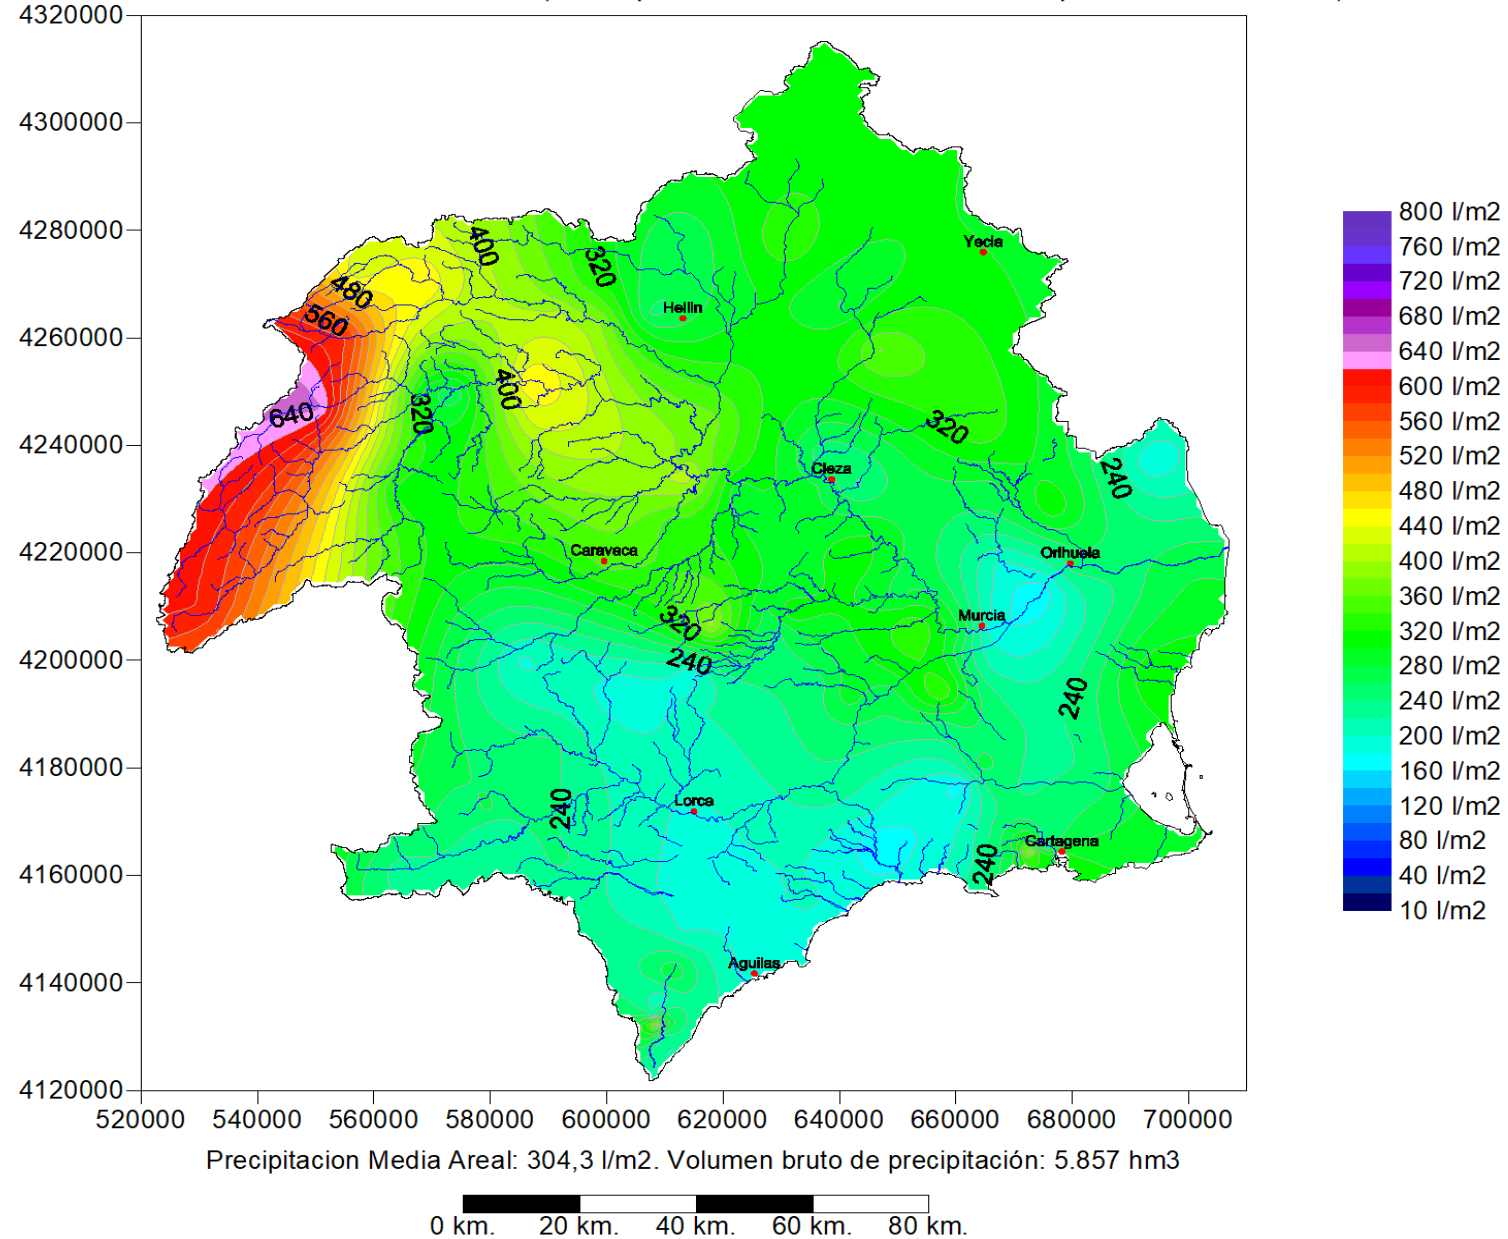 4320000
4300000
4280000
4260000
4240000
4220000
4200000
4180000
4160000
4140000
4120000
520000 540000 560000 580000 600000 620000 640000 660000 680000 700000
400
320
480
560
640
320
400
320
240
320
240
240
240
240
Yecla
Hellin
Cieza
Caravaca
Orihuela
Murcia
Lorca
Cartagena
Aguilas
800 l/m2
760 l/m2
720 l/m2
680 l/m2
640 l/m2
600 l/m2
560 l/m2
520 l/m2
480 l/m2
440 l/m2
400 l/m2
360 l/m2
320 l/m2
280 l/m2
240 l/m2
200 l/m2
160 l/m2
120 l/m2
80 l/m2
40 l/m2
10 l/m2
Precipitacion Media Areal: 304,3 l/m2. Volumen bruto de precipitación: 5.857 hm3
0 km. 20 km. 40 km. 60 km. 80 km.